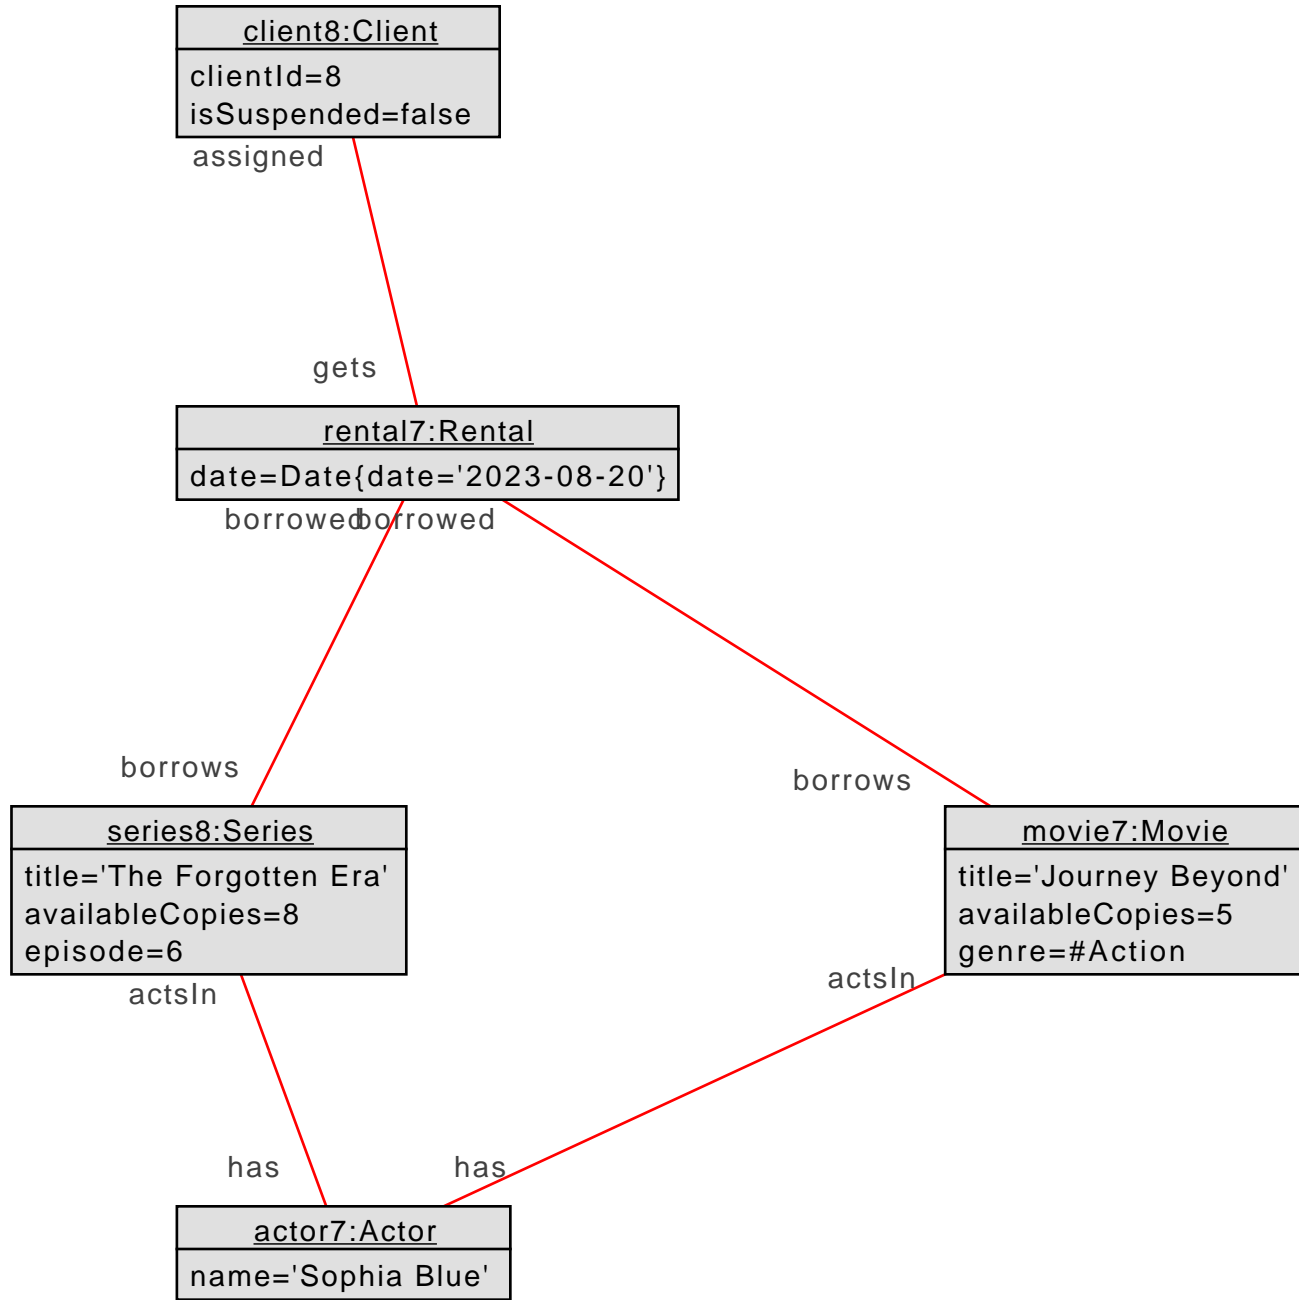 client8:Client
clientId=8
isSuspended=false
assigned
gets
rental7:Rental
date=Date{date='2023-08-20'}
borrowed
borrowed
borrows
borrows
series8:Series
title='The Forgotten Era'
availableCopies=8
episode=6
movie7:Movie
title='Journey Beyond'
availableCopies=5
genre=#Action
actsIn
actsIn
has
has
actor7:Actor
name='Sophia Blue'